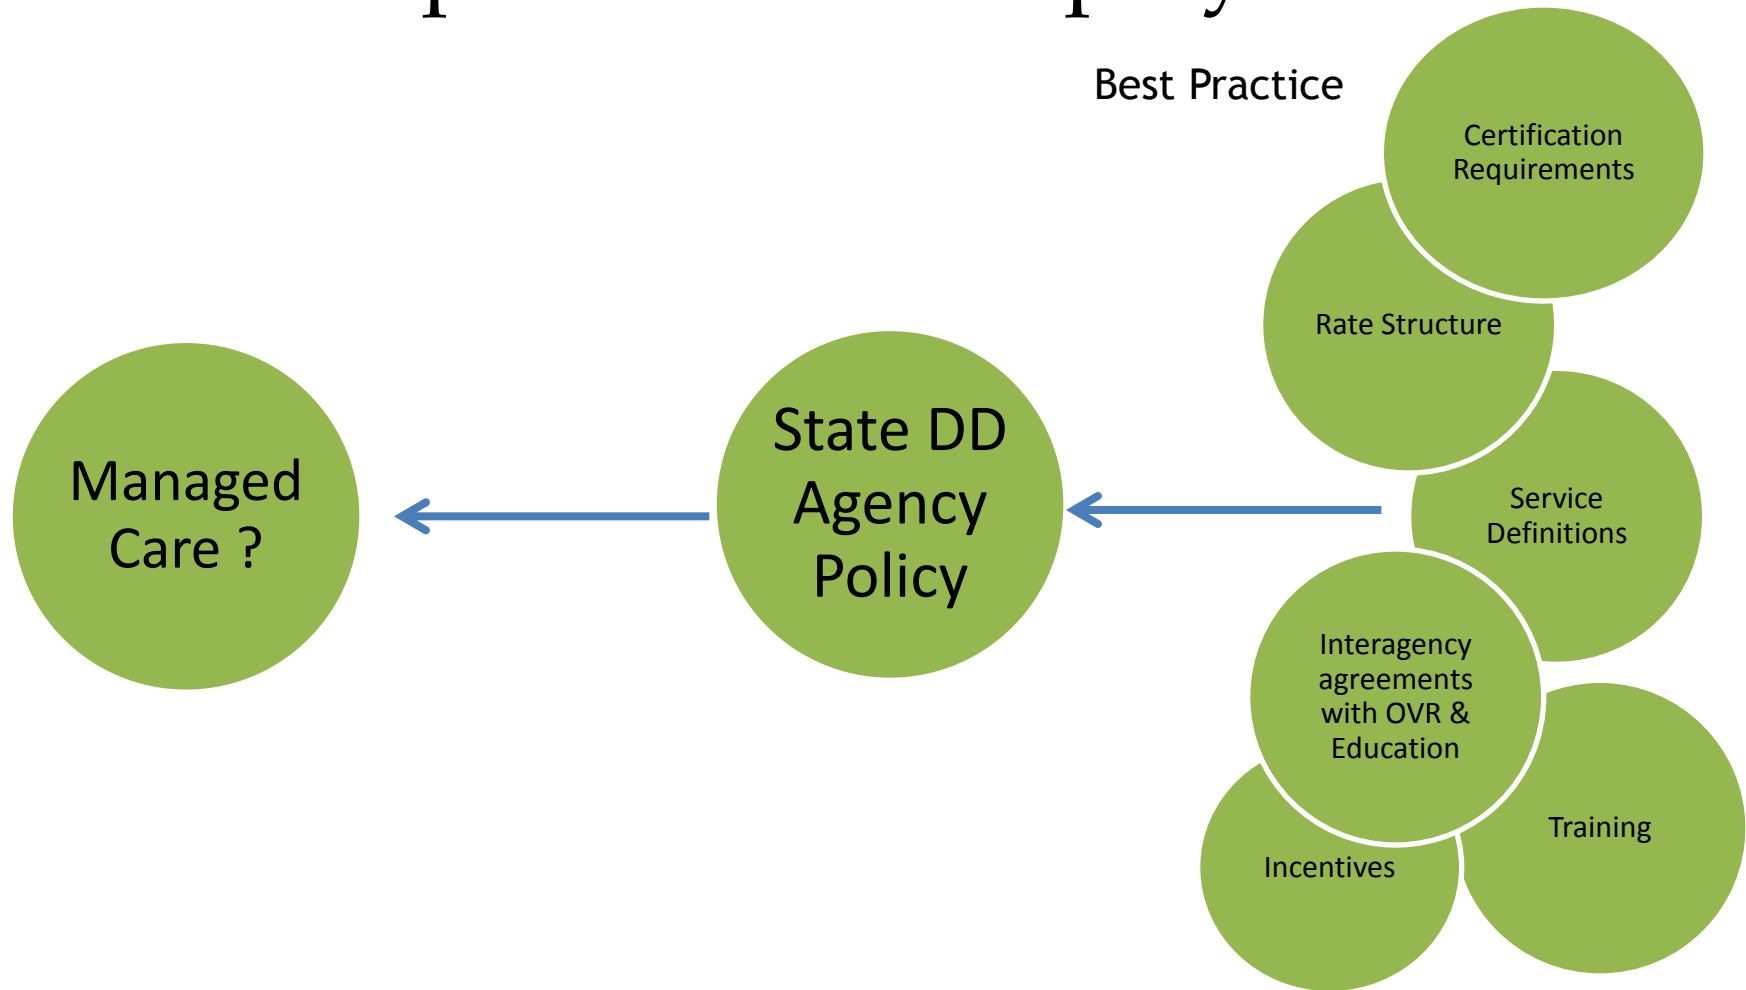 Best Practice
Certification
Requirements
Rate Structure
Service
Definitions
Interagency
agreements
with OVR &
Education
Training
Incentives
State DD
Agency
Policy
Managed
Care ?